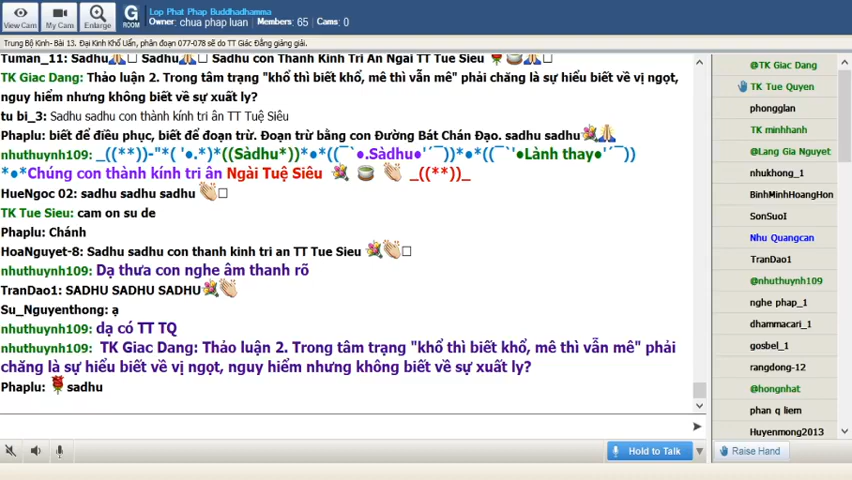 Lop Phat Phap Buddhadhamma
Owner: chua phap luan Members: 65 Cams: 0
View Cam
My Cam
Enlarge
G
ROOM
Trung Bộ Kinh- Bài 13. Đại Kinh Khổ Uẩn, phân đoạn 077-078 sẽ do TT Giác Đẳng giảng giải.
Tuman_11: Sadhu Sadhu Sadhu con Thành Kính Tri Ân Ngài TT Tuệ Siêu
TK Giac Dang: Thảo luận 2. Trong tâm trạng "khổ thì biết khổ, mê thì vẫn mê" phải chăng là sự hiểu biết về vị ngọt,
nguy hiểm nhưng không biết về sự xuất ly?
tu bi_3: Sadhu sadhu con thành kính tri ân TT Tuệ Siêu
Phaplu: biết để điều phục, biết để đoạn trừ. Đoạn trừ bằng con Đường Bát Chánh Đạo. sadhu sadhu
nhuthuynh109: _((**))-"*( '●.*)*((Sàdhu*))*●*((¯`●.Sàdhu●'´¯))*●*((¯`'●Lành thay●'´¯))
*●*Chúng con thành kính tri ân Ngài Tuệ Siêu _((**))_
HueNgoc 02: sadhu sadhu sadhu
TK Tue Sieu: cam on su de
Phaplu: Chánh
HoaNguyet-8: Sadhu sadhu con thanh kinh tri an TT Tue Sieu
nhuthuynh109: Dạ thưa con nghe âm thanh rõ
TranDao1: SADHU SADHU SADHU
Su_Nguyenthong: ạ
nhuthuynh109: dạ có TT TQ
nhuthuynh109: TK Giac Dang: Thảo luận 2. Trong tâm trạng "khổ thì biết khổ, mê thì vẫn mê" phải
chăng là sự hiểu biết về vị ngọt, nguy hiểm nhưng không biết về sự xuất ly?
Phaplu: sadhu
@TK Giac Dang
TK Tue Quyen
phongglan
TK minhhanh
@Lang Gia Nguyet
nhukhong_1
BinhMinhHoangHon
SonSuoI
Nhu Quangcan
TranDao1
@nhuthuynh109
nghe phap_1
dhammacari_1
gosbel_1
rangdong-12
@hongnhat
phan q liem
Huyenmong2013
Hold to Talk
Raise Hand